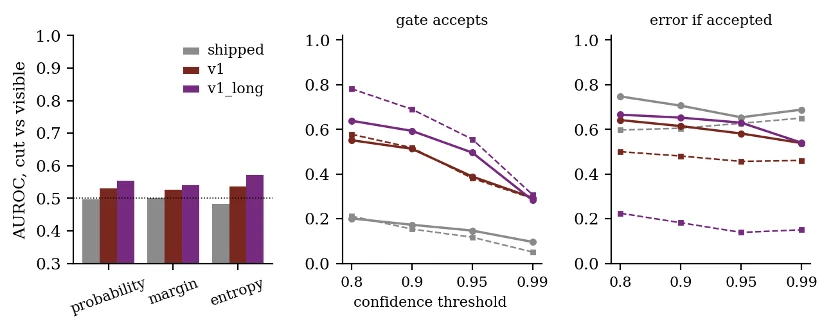 AUROC, cut vs visible
1.0
0.9
0.8
0.7
0.6
0.5
0.4
0.3
shipped
v1
v1_long
probability
margin
entropy
gate accepts
1.0
0.8
0.6
0.4
0.2
0.0
0.8
0.9
0.95
0.99
confidence threshold
error if accepted
1.0
0.8
0.6
0.4
0.2
0.0
0.8
0.9
0.95
0.99